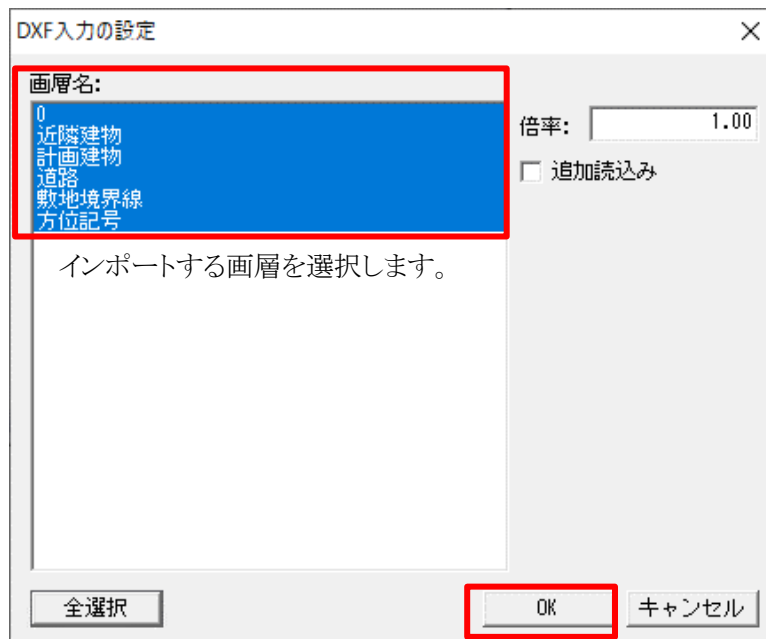 DXF入力の設定
画層名:
0
近隣建物
計画建物
道路
敷地境界線
方位記号
インポートする画層を選択します。
倍率: 1.00
追加読込み
全選択
OK
キャンセル